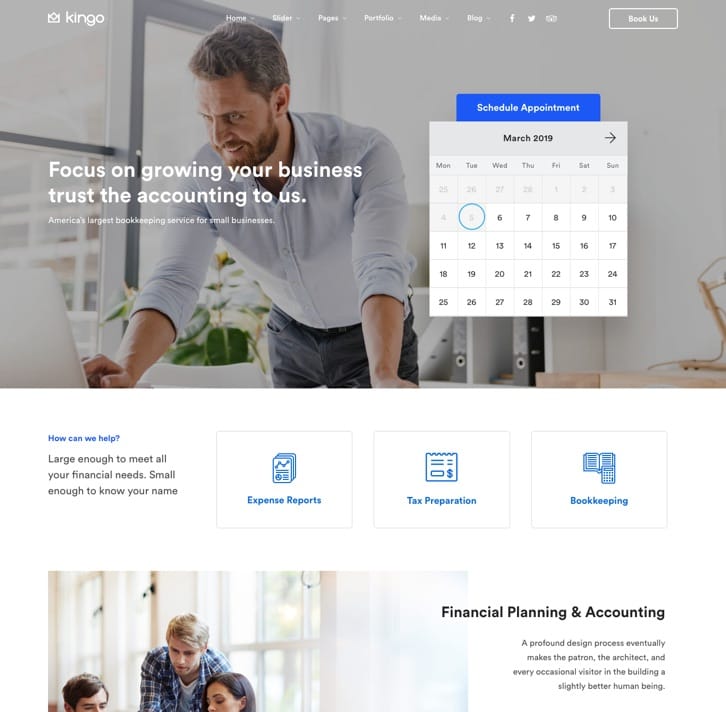 kingo
Home Slider Pages Portfolio Media Blog
Book Us
Schedule Appointment
March 2019
Mon Tue Wed Thu Fri Sat Sun
25 26 27 28 1 2 3
4 5 6 7 8 9 10
11 12 13 14 15 16 17
18 19 20 21 22 23 24
25 26 27 28 29 30 31
Focus on growing your business
trust the accounting to us.
America's largest bookkeeping service for small businesses.
How can we help?
Large enough to meet all
your financial needs. Small
enough to know your name
Expense Reports
$
Tax Preparation
Bookkeeping
Financial Planning & Accounting
A profound design process eventually
makes the patron, the architect, and
every occasional visitor in the building a
slightly better human being.